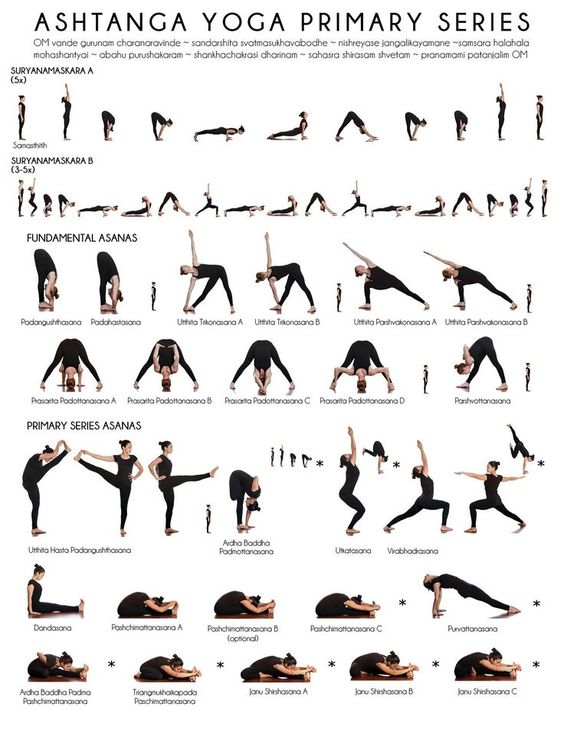 ASHTANGA YOGA PRIMARY SERIES
OM vande gurunam charanaravinde ~ sandarshita svatmasukhavabodhe ~ nishreyase jangalikayamane ~samsara halahala
mohashantyai ~ abahu purushakaram ~ shankhachakrasi dharinam ~ sahasra shirasam shvetam ~ pranamami patanjalim OM
SURYANAMASKARA A
(5x)
Samasthitih
SURYANAMASKARA B
(3-5x)
FUNDAMENTAL ASANAS
Padangushthasana Padahastasana Utthita Trikonasana A Utthita Trikonasana B Utthita Parshvakonasana A Utthita Parshvakonasana B
Prasarita Padottanasana A Prasarita Padottanasana B Prasarita Padottanasana C Prasarita Padottanasana D Parshvottanasana
PRIMARY SERIES ASANAS
* * *
Utthita Hasta Padangushthasana Ardha Baddha Padmottanasana Utkatasana Virabhadrasana
* *
Dandasana Pashchimattanasana A Pashchimattanasana B Pashchimattanasana C Purvattanasana
(optional)
* * * * *
Ardha Baddha Padma Triangmukhaikapada Janu Shirshasana A Janu Shirshasana B Janu Shirshasana C
Pashchimattanasana Paschimattanasana